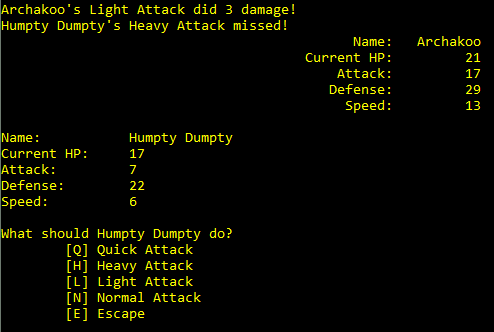 Archakoo's Light Attack did 3 damage!
Humpty Dumpty's Heavy Attack missed!
Name: Archakoo
Current HP: 21
Attack: 17
Defense: 29
Speed: 13
Name: Humpty Dumpty
Current HP: 17
Attack: 7
Defense: 22
Speed: 6
What should Humpty Dumpty do?
[Q] Quick Attack
[H] Heavy Attack
[L] Light Attack
[N] Normal Attack
[E] Escape